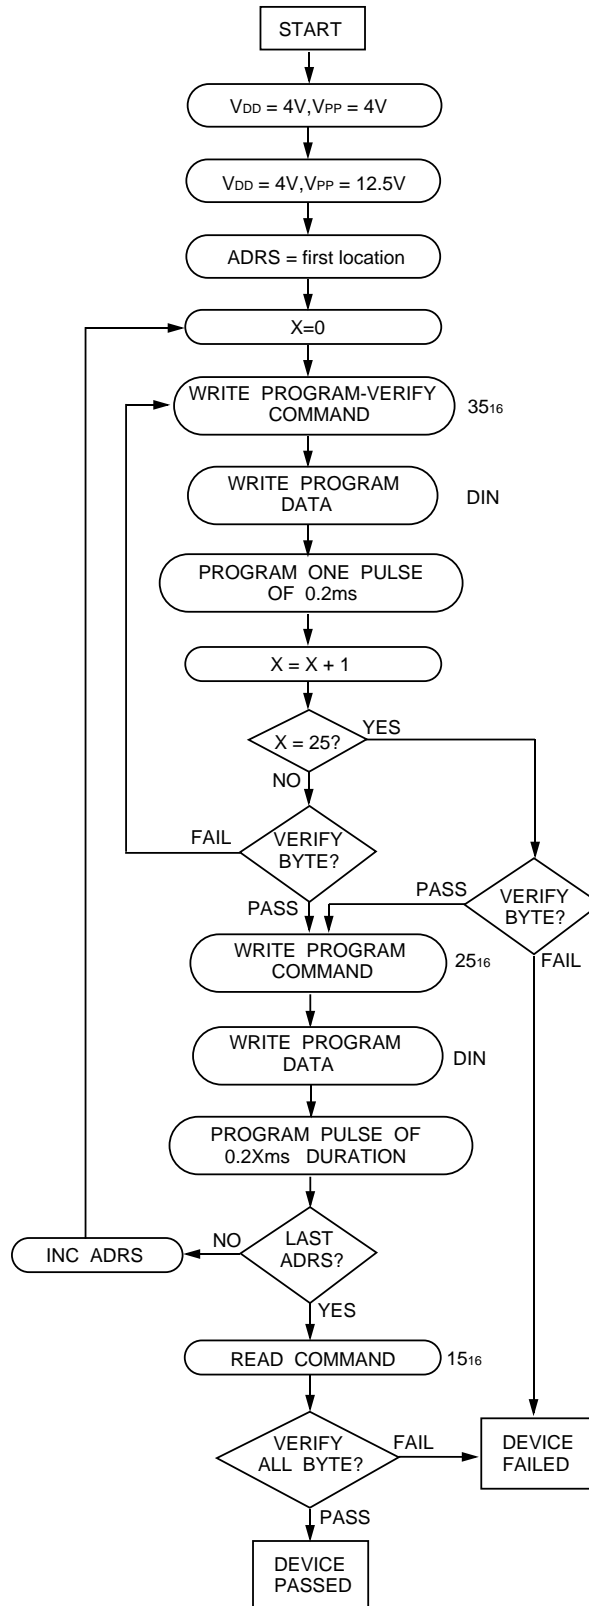 START
VDD = 4V,VPP = 4V
VDD = 4V,VPP = 12.5V
ADRS = first location
X=0
WRITE PROGRAM-VERIFY
COMMAND
3516
WRITE PROGRAM
DATA
DIN
PROGRAM ONE PULSE
OF 0.2ms
X = X + 1
X = 25?
YES
NO
FAIL
VERIFY
BYTE?
PASS
PASS
VERIFY
BYTE?
FAIL
WRITE PROGRAM
COMMAND
2516
WRITE PROGRAM
DATA
DIN
PROGRAM PULSE OF
0.2Xms DURATION
INC ADRS
NO
LAST
ADRS?
YES
READ COMMAND
1516
VERIFY
ALL BYTE?
FAIL
DEVICE
FAILED
PASS
DEVICE
PASSED